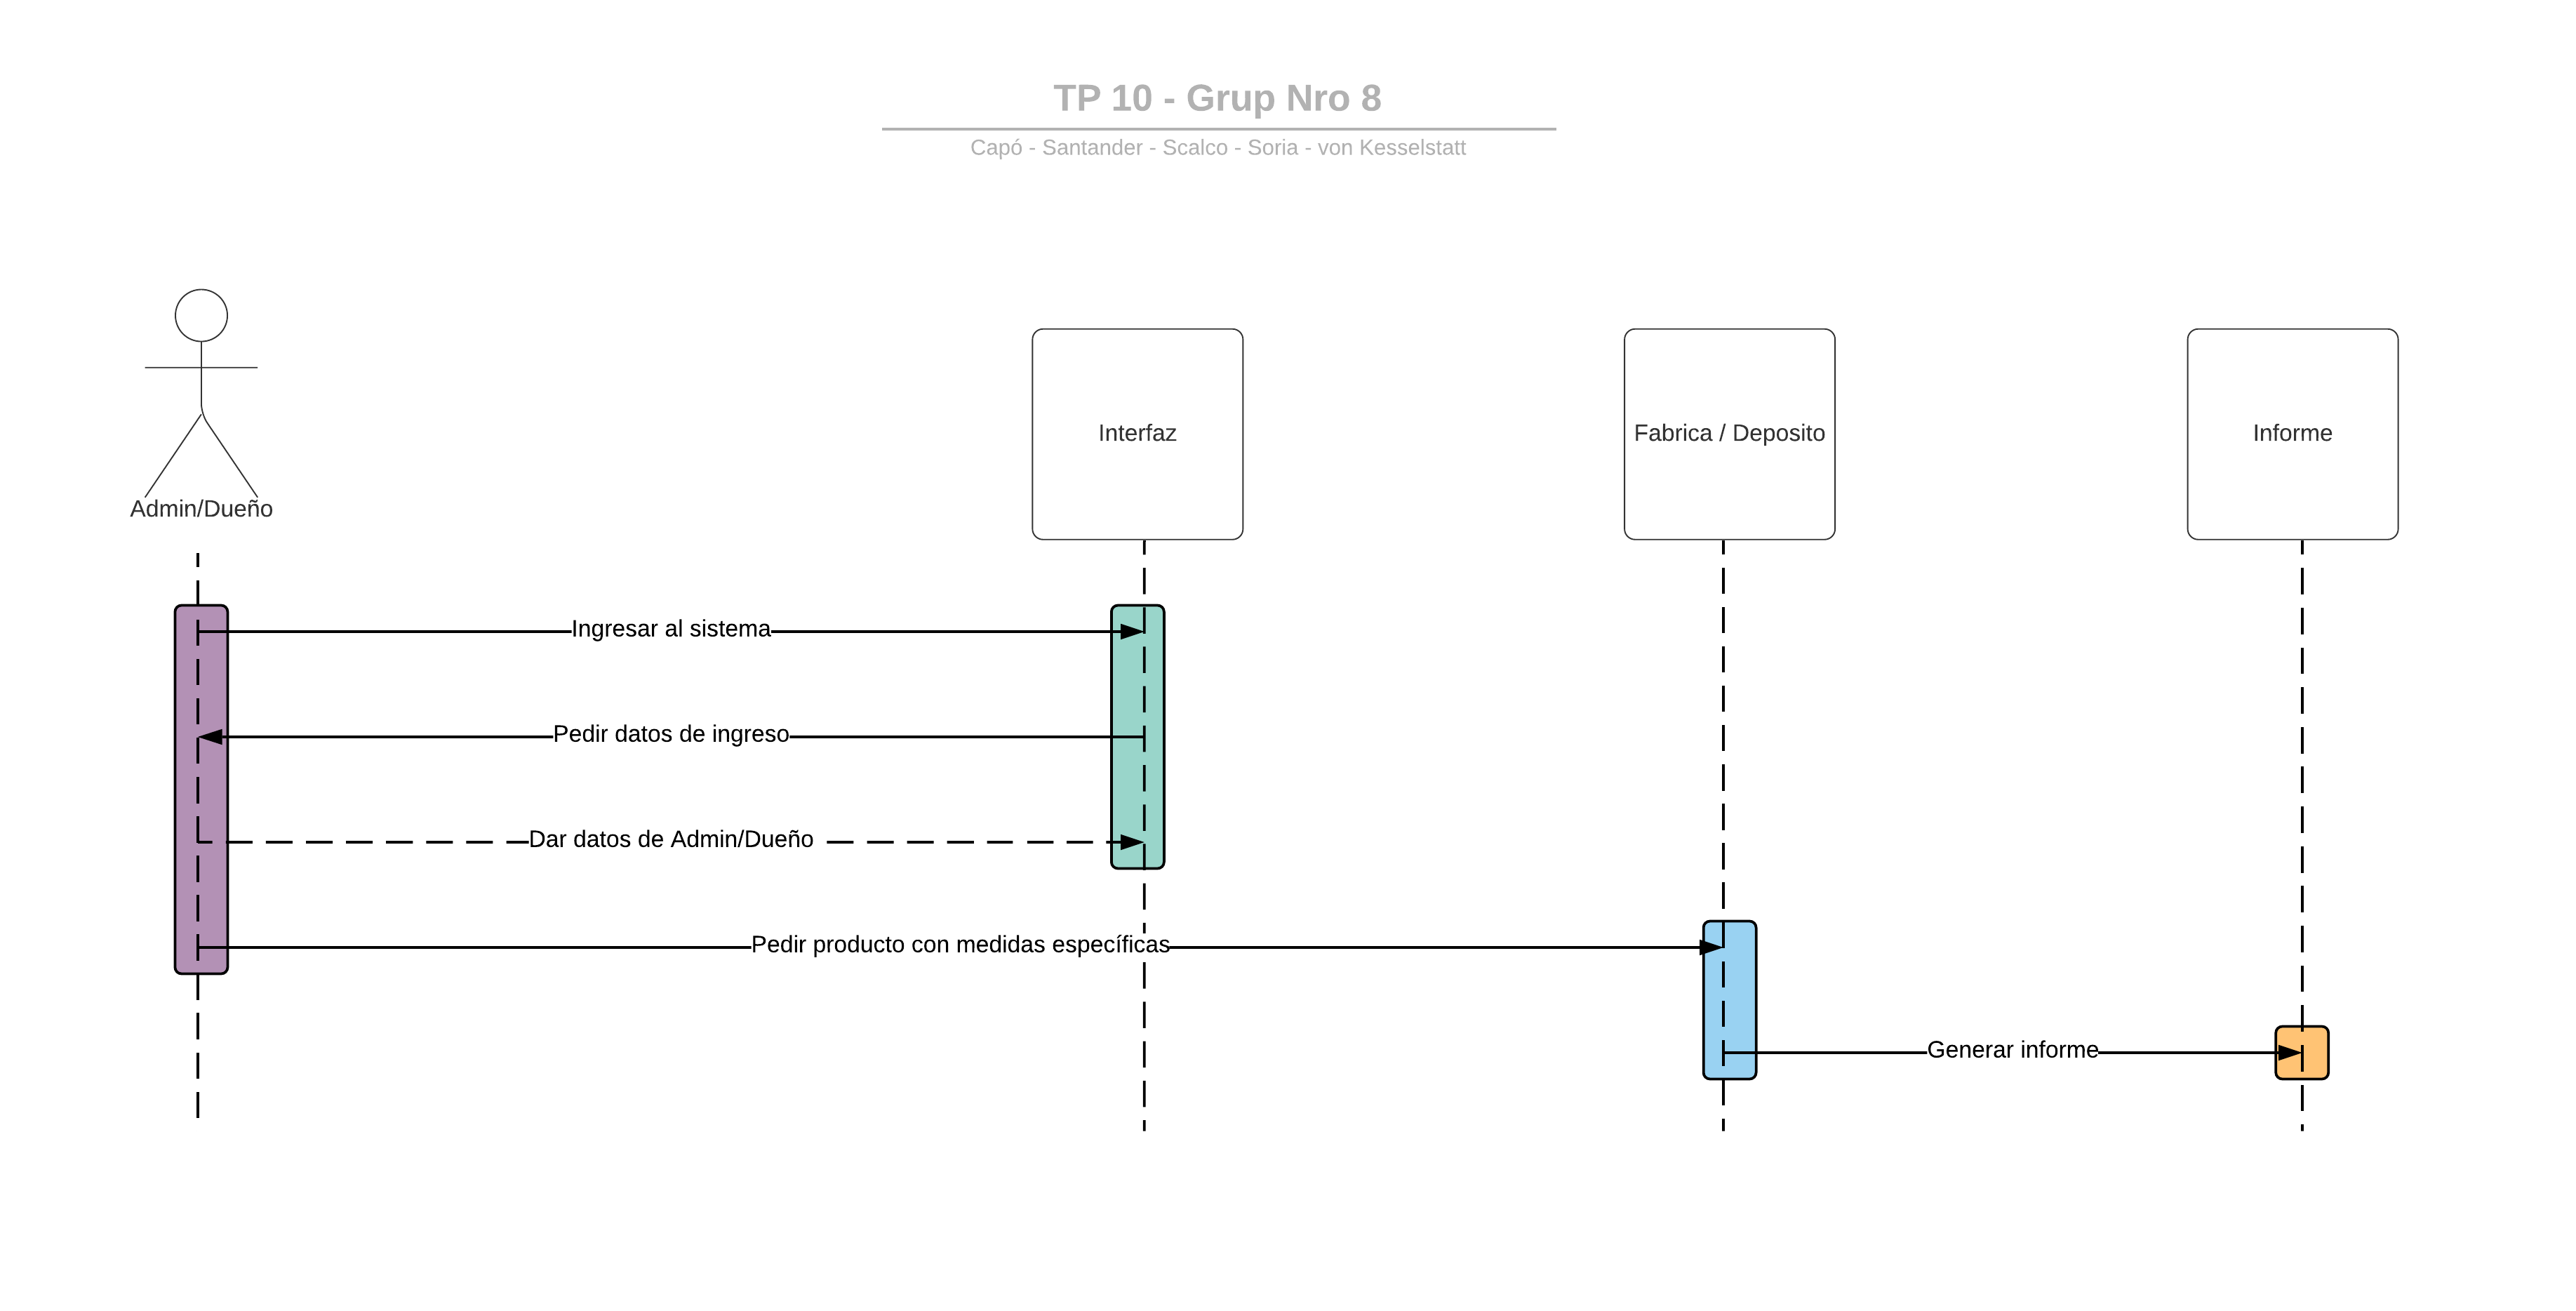 TP 10 - Grup Nro 8
Capó - Santander - Scalco - Soria - von Kesselstatt
Admin/Dueño
Interfaz
Fabrica / Deposito
Informe
Ingresar al sistema
Pedir datos de ingreso
Dar datos de Admin/Dueño
Pedir producto con medidas específicas
Generar informe